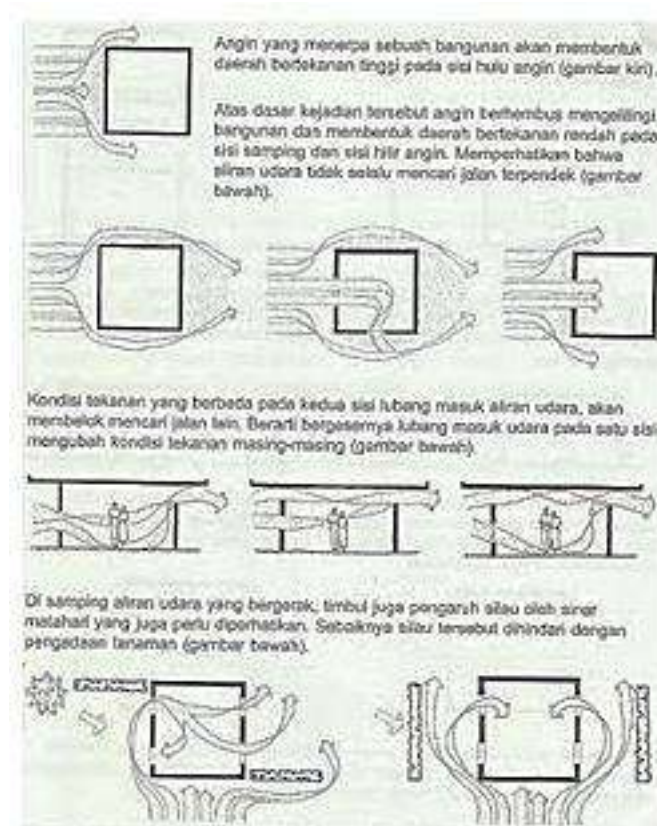 Angin yang menerpa sebuah bangunan akan membentuk
daerah bertekanan tinggi pada sisi hulu angin (gambar kiri).
Atas dasar kejadian tersebut angin berhembus mengelilingi
bangunan dan membentuk daerah bertekanan rendah pada
sisi samping dan sisi hilir angin. Memperhatikan bahwa
aliran udara tidak selalu mencari jalan terpendek (gambar
bawah).
Kondisi tekanan yang berbeda pada kedua sisi lubang masuk aliran udara, akan
membelok mencari jalan lain. Berarti bergesernya lubang masuk udara pada satu sisi
mengubah kondisi tekanan masing-masing (gambar bawah)
Di samping aliran udara yang bergerak, timbul juga pengaruh silau oleh sinar
matahari yang juga perlu diperhatikan. Sebaiknya silau tersebut dihindari dengan
pengadaan tanaman (gambar bawah).